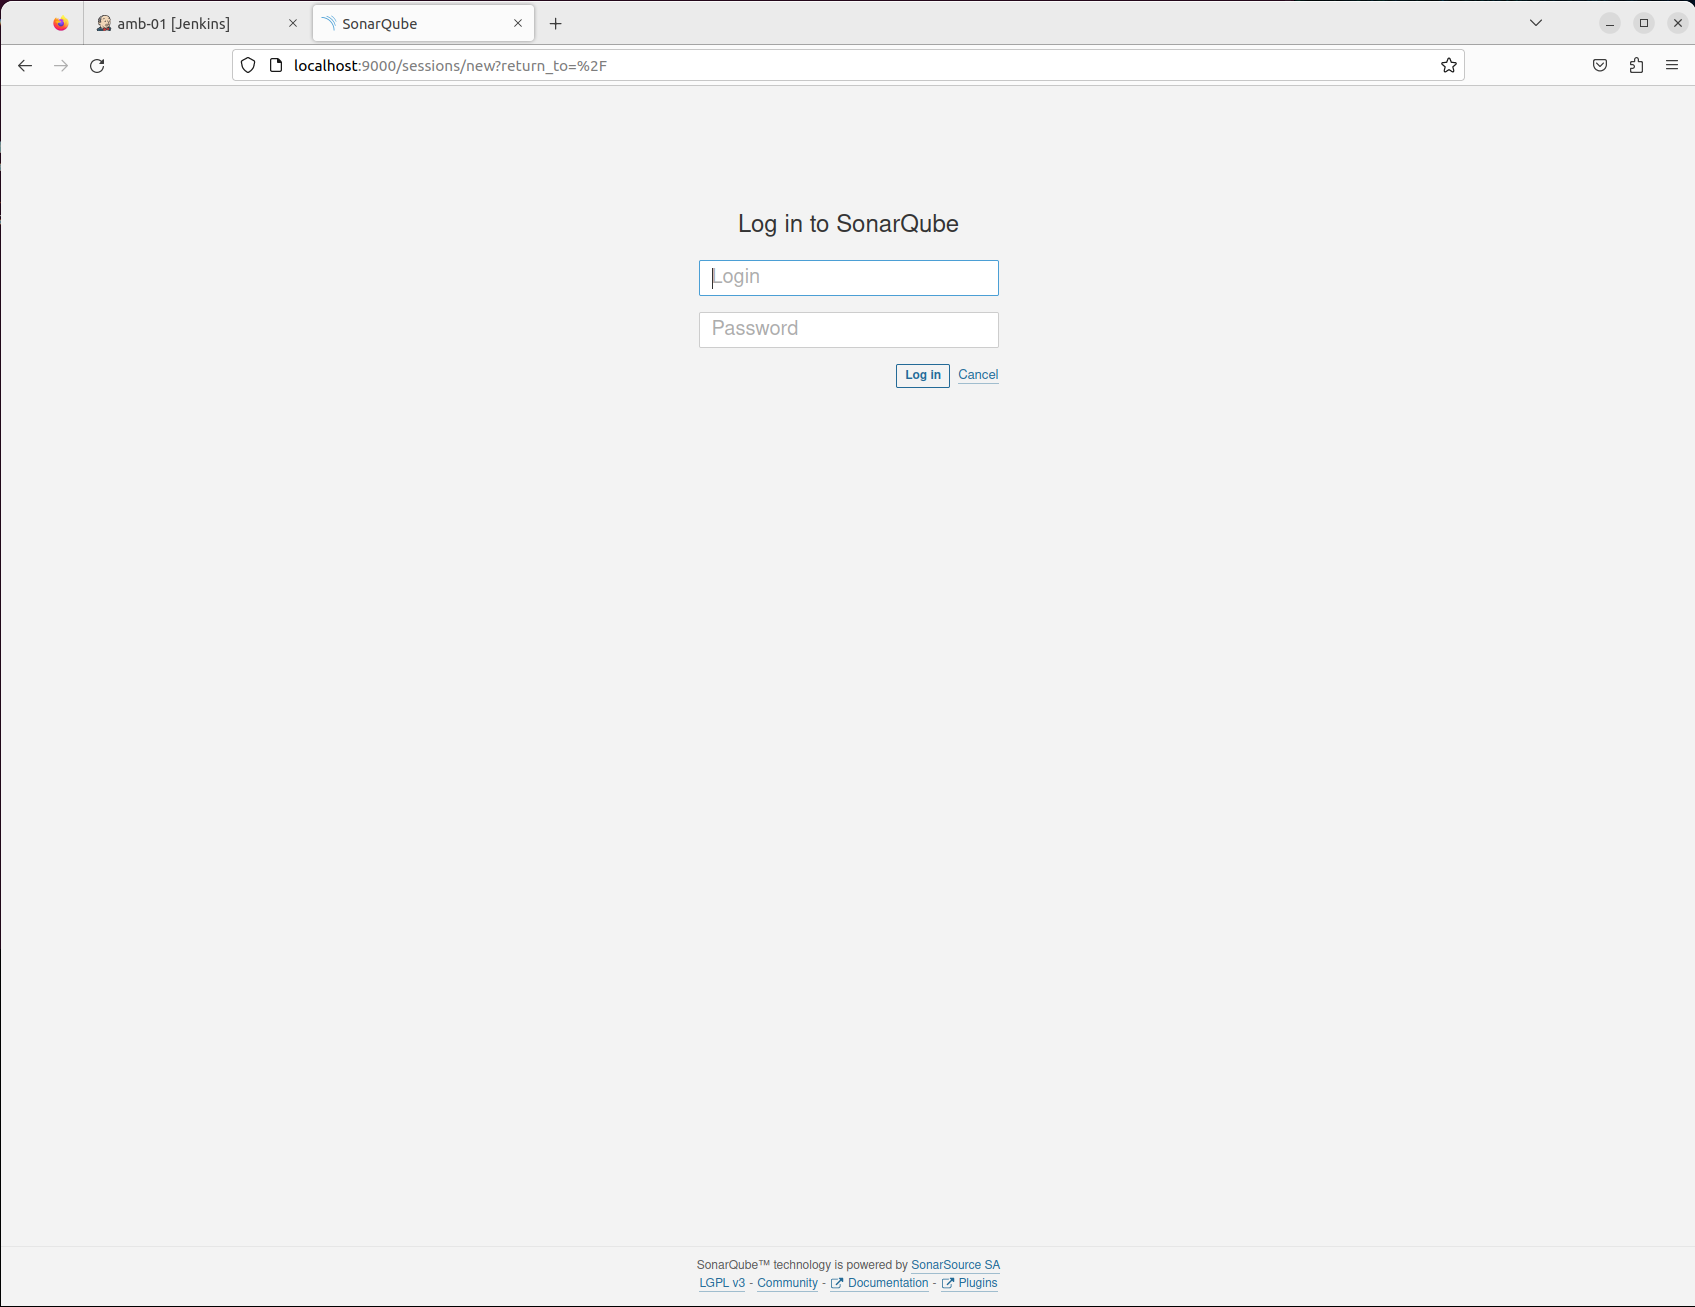 amb-01 [Jenkins]
SonarQube
localhost:9000/sessions/new?return_to=%2F
Log in to SonarQube
Login
Password
Log in Cancel
SonarQube™ technology is powered by SonarSource SA
LGPL v3 - Community - Documentation - Plugins